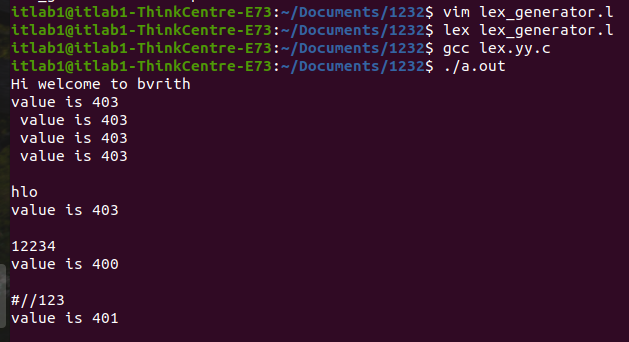 itlab1@itlab1-ThinkCentre-E73:~/Documents/1232$ vim lex_generator.l
itlab1@itlab1-ThinkCentre-E73:~/Documents/1232$ lex lex_generator.l
itlab1@itlab1-ThinkCentre-E73:~/Documents/1232$ gcc lex.yy.c
itlab1@itlab1-ThinkCentre-E73:~/Documents/1232$ ./a.out
Hi welcome to bvrith
value is 403
 value is 403
 value is 403
 value is 403
hlo
value is 403
12234
value is 400
#//123
value is 401